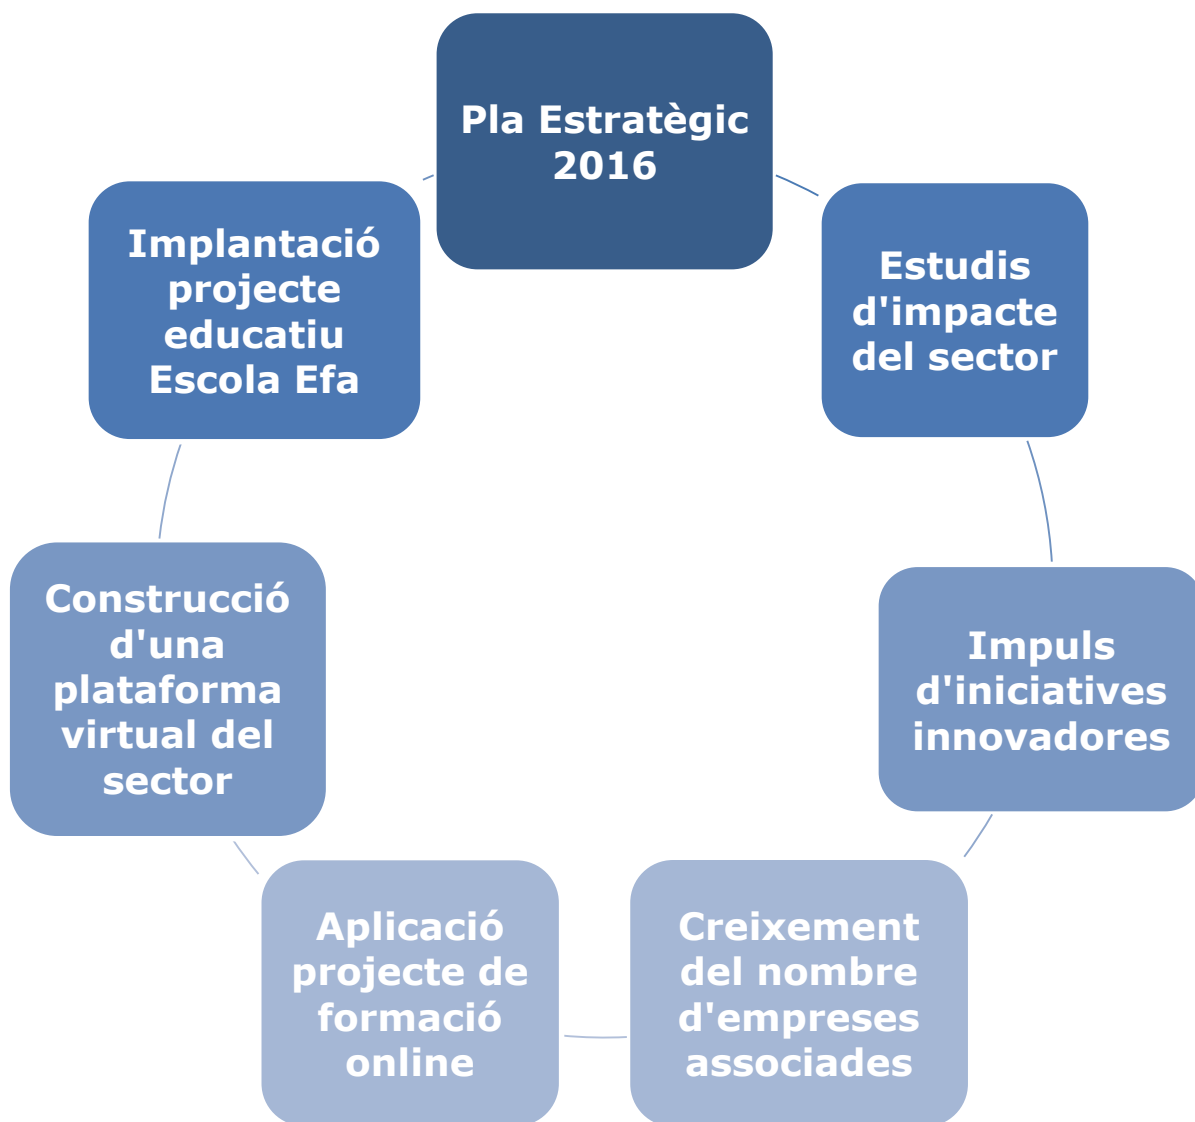 Pla Estratègic
2016
Estudis
d'impacte
del sector
Impuls
d'iniciatives
innovadores
Creixement
del nombre
d'empreses
associades
Aplicació
projecte de
formació
online
Construcció
d'una
plataforma
virtual del
sector
Implantació
projecte
educatiu
Escola Efa